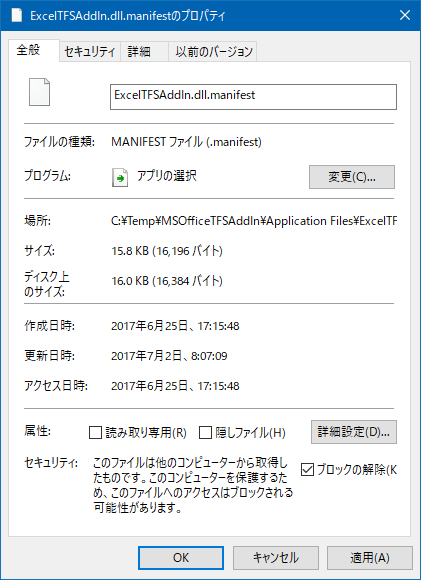 ExcelTFSAddIn.dll.manifestのプロパティ
全般 セキュリティ 詳細 以前のバージョン
ExcelTFSAddIn.dll.manifest
ファイルの種類: MANIFEST ファイル (.manifest)
プログラム: アプリの選択 変更(C)...
場所: C:¥Temp¥MSOfficeTFSAddIn¥Application Files¥ExcelTF
サイズ: 15.8 KB (16,196 バイト)
ディスク上
のサイズ: 16.0 KB (16,384 バイト)
作成日時: 2017年6月25日、17:15:48
更新日時: 2017年7月2日、8:07:09
アクセス日時: 2017年6月25日、17:15:48
属性: 読み取り専用(R) 隠しファイル(H) 詳細設定(D)...
セキュリティ: このファイルは他のコンピューターから取得し
たものです。このコンピューターを保護するた
め、このファイルへのアクセスはブロックされる
可能性があります。
ブロックの解除(K
OK キャンセル 適用(A)